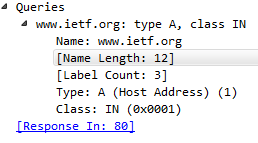 Queries
www.ietf.org: type A, class IN
Name: www.ietf.org
[Name Length: 12]
[Label Count: 3]
Type: A (Host Address) (1)
Class: IN (0x0001)
[Response In: 80]